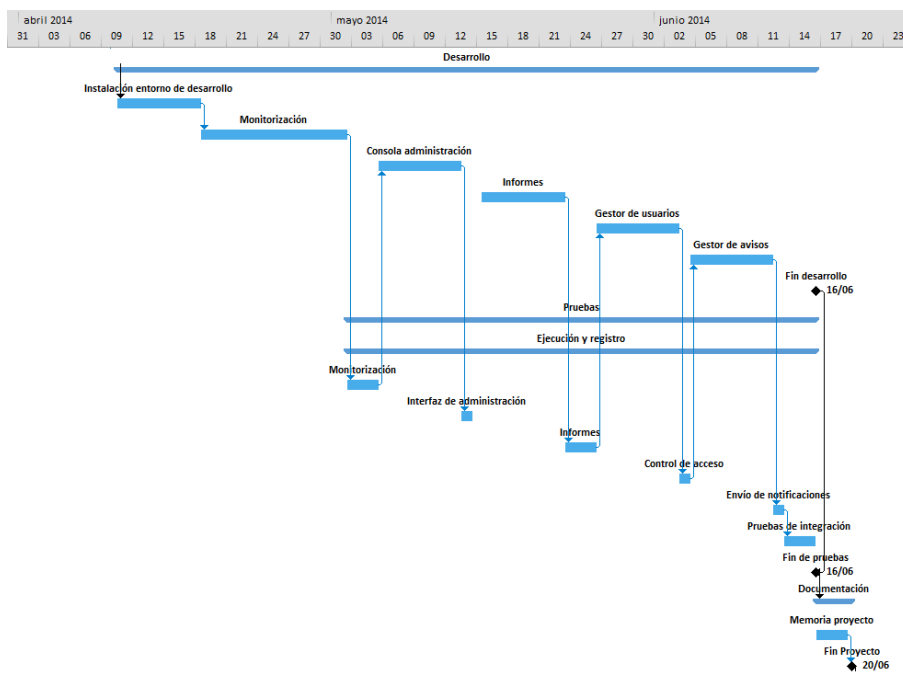 abril 2014 mayo 2014 junio 2014
31 03 06 09 12 15 18 21 24 27 30 03 06 09 12 15 18 21 24 27 30 02 05 08 11 14 17 20 23
Desarrollo
Instalación entorno de desarrollo
Monitorización
Consola administración
Informes
Gestor de usuarios
Gestor de avisos
Fin desarrollo
16/06
Pruebas
Ejecución y registro
Monitorización
Interfaz de administración
Informes
Control de acceso
Envío de notificaciones
Pruebas de integración
Fin de pruebas
16/06
Documentación
Memoria proyecto
Fin Proyecto
20/06